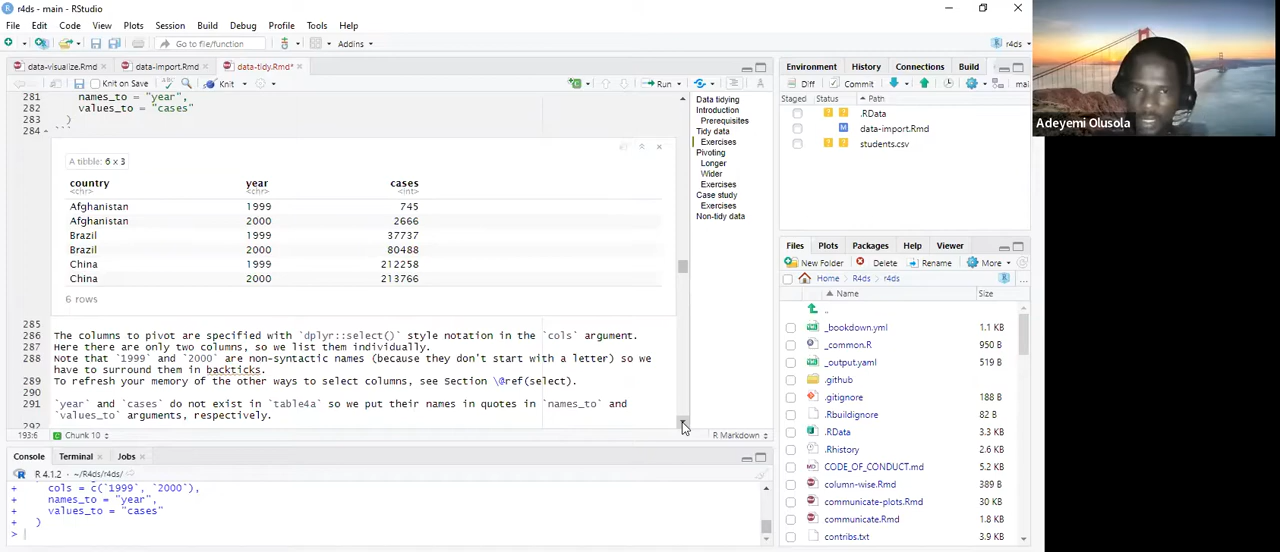 r4ds - main - RStudio
File Edit Code View Plots Session Build Debug Profile Tools Help
Go to file/function Addins r4ds
data-visualize.Rmd data-import.Rmd data-tidy.Rmd*
Knit on Save ABC Knit Run
281 names_to = "year",
282 values_to = "cases"
283 )
284 ```
A tibble: 6 x 3
country year cases
<chr> <chr> <int>
Afghanistan 1999 745
Afghanistan 2000 2666
Brazil 1999 37737
Brazil 2000 80488
China 1999 212258
China 2000 213766
6 rows
285
286 The columns to pivot are specified with `dplyr::select()` style notation in the `cols` argument.
287 Here there are only two columns, so we list them individually.
288 Note that `1999` and `2000` are non-syntactic names (because they don't start with a letter) so we
have to surround them in backticks.
289 To refresh your memory of the other ways to select columns, see Section \@ref(select).
290
291 `year` and `cases` do not exist in `table4a` so we put their names in quotes in `names_to` and
`values_to` arguments, respectively.
292
193:6 Chunk 10 R Markdown
Data tidying
Introduction
Prerequisites
Tidy data
Exercises
Pivoting
Longer
Wider
Exercises
Case study
Exercises
Non-tidy data
Console Terminal Jobs
R 4.1.2 · ~/R4ds/r4ds/
+ cols = c(`1999`, `2000`),
+ names_to = "year",
+ values_to = "cases"
+ )
>
Environment History Connections Build
Diff Commit mai
Staged Status Path
.RData
M data-import.Rmd
students.csv
Files Plots Packages Help Viewer
New Folder Delete Rename More
Home R4ds r4ds ...
Name Size
..
_bookdown.yml 1.1 KB
_common.R 950 B
_output.yaml 519 B
.github
.gitignore 188 B
.Rbuildignore 82 B
.RData 3.3 KB
.Rhistory 2.6 KB
CODE_OF_CONDUCT.md 5.2 KB
column-wise.Rmd 389 B
communicate-plots.Rmd 30 KB
communicate.Rmd 1.8 KB
contribs.txt 537 B
Adeyemi Olusola